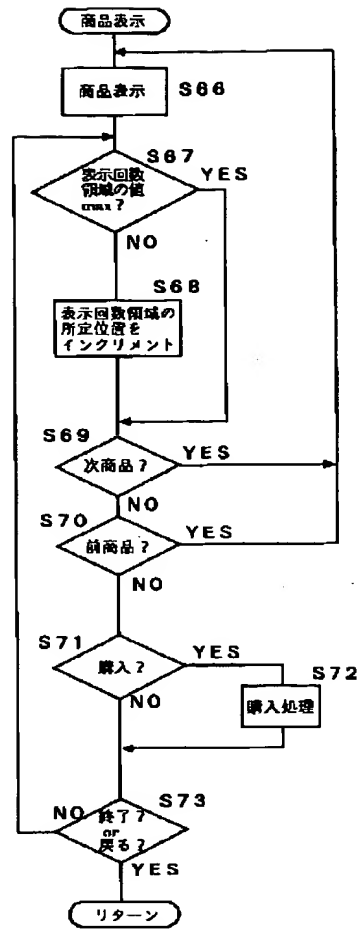 商品表示
商品表示
S66
S67
表示回数
領域の値
max?
YES
NO
S68
表示回数領域の
所定位置を
インクリメント
S69
次商品?
YES
NO
S70
前商品?
YES
NO
S71
購入?
YES
NO
S72
購入処理
S73
NO
終了?
or
戻る?
YES
リターン